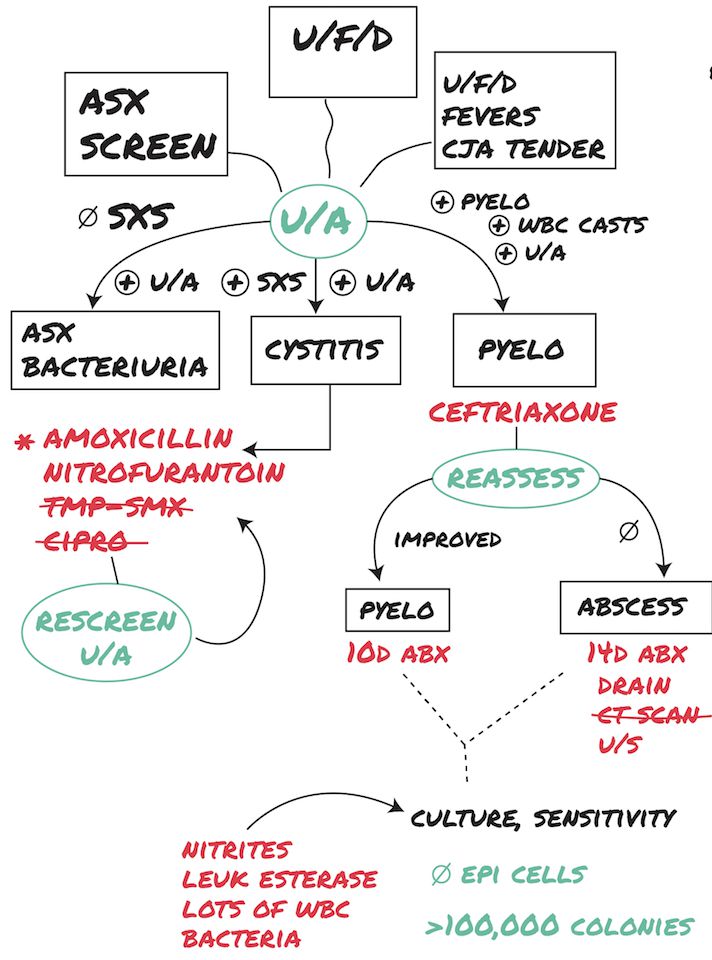 U/F/D
ASX
SCREEN
U/F/D
FEVERS
CJA TENDER
U/A
∅ SXS
⊕ PYELO
⊕ WBC CASTS
⊕ U/A
⊕ U/A
⊕ SXS
⊕ U/A
ASX
BACTERIURIA
CYSTITIS
PYELO
CEFTRIAXONE
* AMOXICILLIN
NITROFURANTOIN
TMP-SMX
CIPRO
REASSESS
IMPROVED
∅
RESCREEN
U/A
PYELO
10D ABX
ABSCESS
14D ABX
DRAIN
CT SCAN
U/S
CULTURE, SENSITIVITY
NITRITES
LEUK ESTERASE
LOTS OF WBC
BACTERIA
∅ EPI CELLS
>100,000 COLONIES